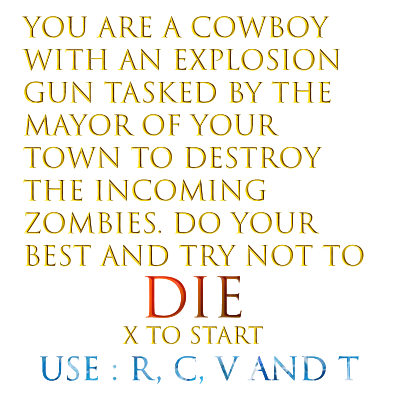 YOU ARE A COWBOY
WITH AN EXPLOSION
GUN TASKED BY THE
MAYOR OF YOUR
TOWN TO DESTROY
THE INCOMING
ZOMBIES. DO YOUR
BEST AND TRY NOT TO
DIE
X TO START
USE : R, C, V AND T